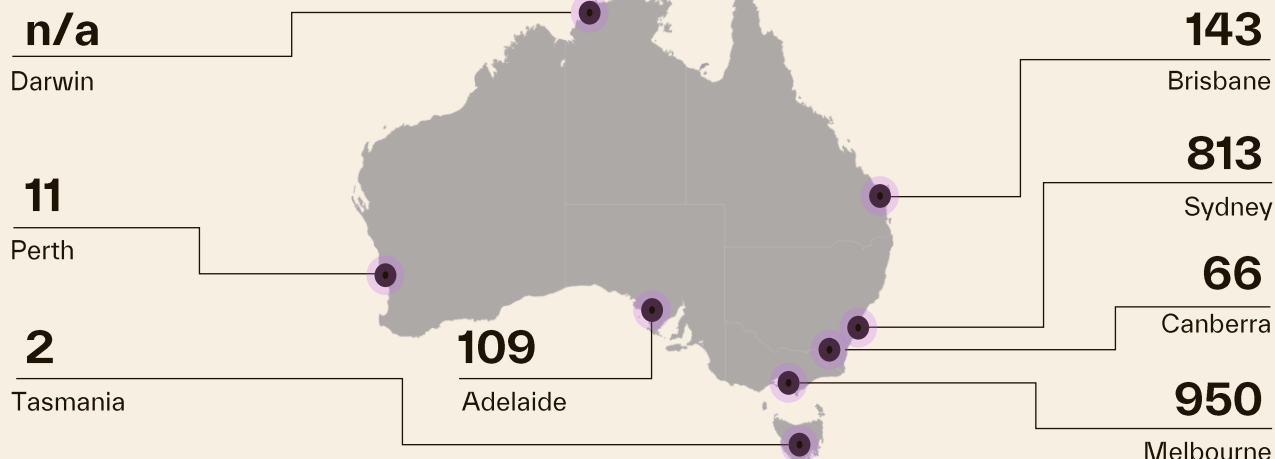 n/a
Darwin
11
Perth
2
Tasmania
109
Adelaide
143
Brisbane
813
Sydney
66
Canberra
950
Melbourne